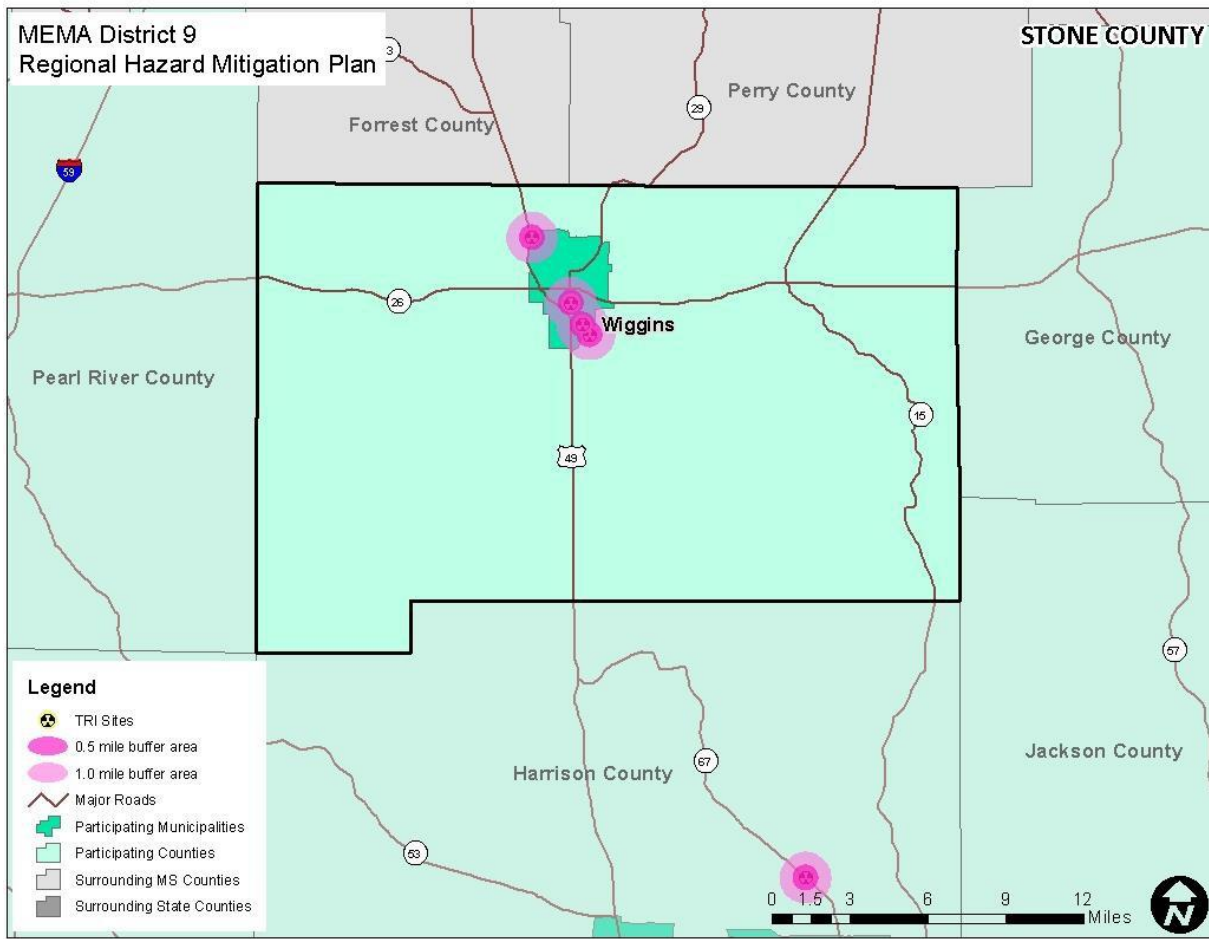 MEMA District 9
Regional Hazard Mitigation Plan
STONE COUNTY
13
29
Perry County
Forrest County
59
26
Wiggins
George County
Pearl River County
15
49
57
Legend
TRI Sites
0.5 mile buffer area
1.0 mile buffer area
Major Roads
Participating Municipalities
Participating Counties
Surrounding MS Counties
Surrounding State Counties
Harrison County
67
Jackson County
53
0 1.5 3 6 9 12
Miles
N